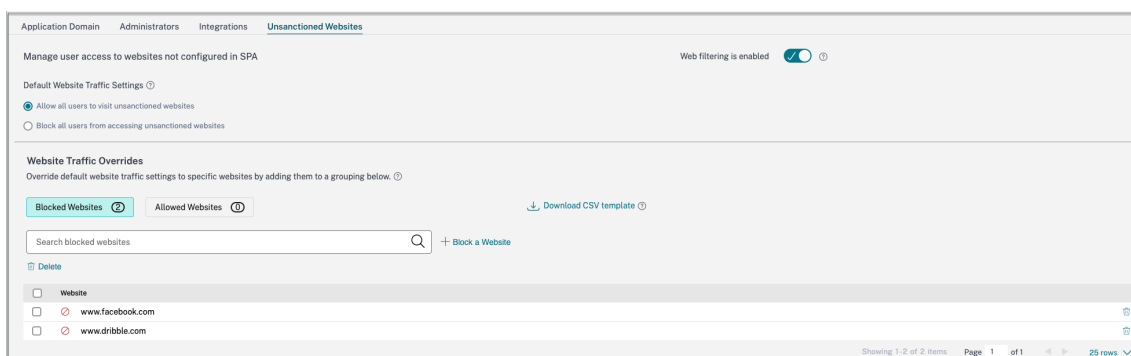 Application Domain Administrators Integrations Unsanctioned Websites
Manage user access to websites not configured in SPA Web filtering is enabled
Default Website Traffic Settings
Allow all users to visit unsanctioned websites
Block all users from accessing unsanctioned websites
Website Traffic Overrides
Override default website traffic settings to specific websites by adding them to a grouping below.
Blocked Websites 2 Allowed Websites 0 Download CSV template
Search blocked websites Block a Website
Delete
Website
www.facebook.com
www.dribble.com
Showing 1-2 of 2 items Page 1 of 1 25 rows